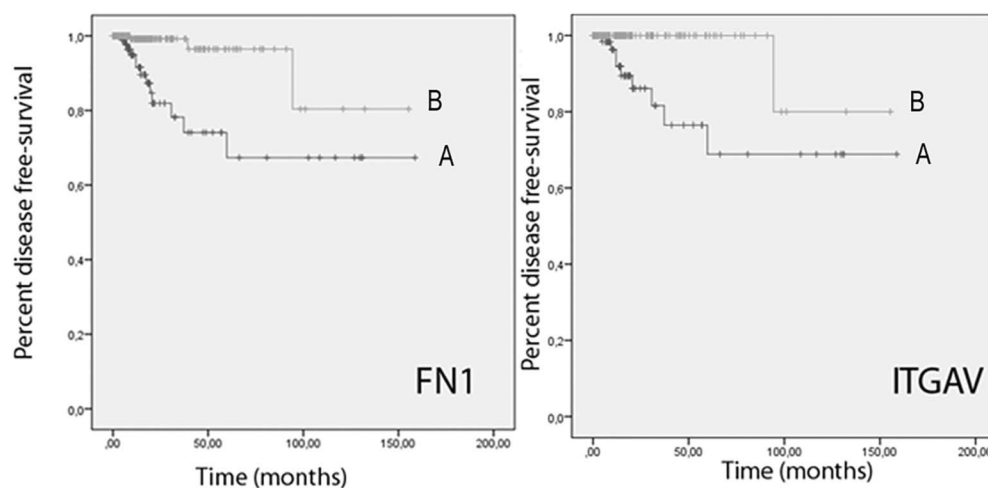 Percent disease free-survival
1,0
0,8
0,6
0,4
0,2
0,0
B
A
FN1
,00
50,00
100,00
150,00
200,00
Time (months)
Percent disease free-survival
1,0
0,8
0,6
0,4
0,2
0,0
B
A
ITGAV
,00
50,00
100,00
150,00
200,0
Time (months)